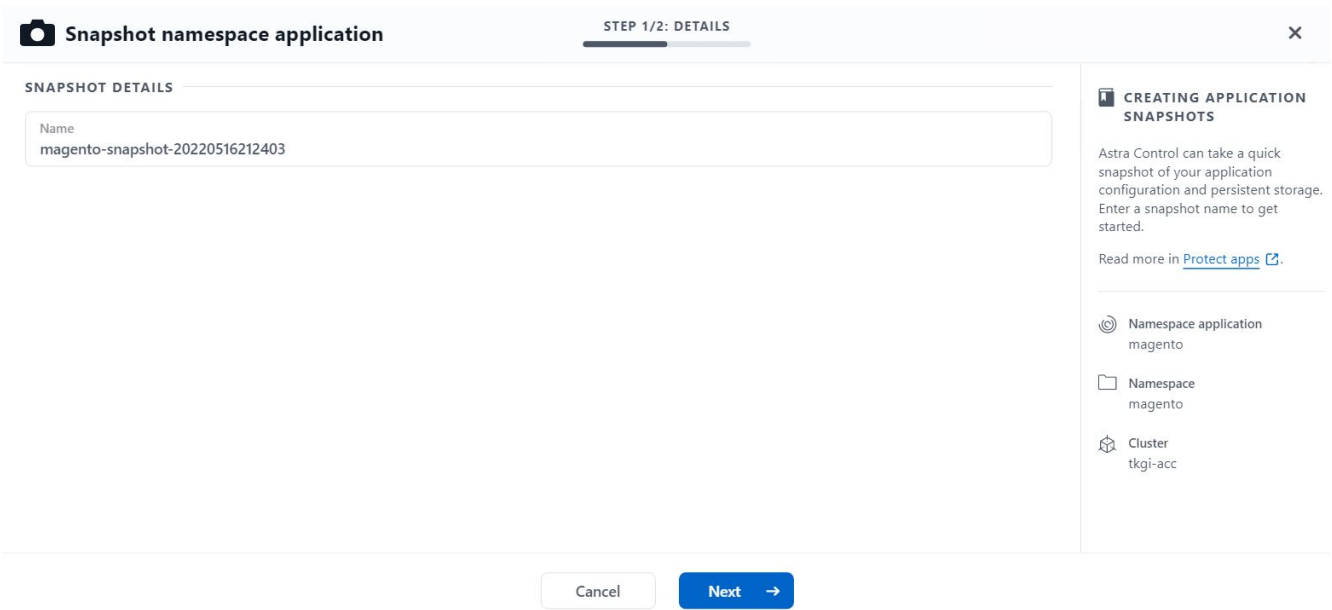 Snapshot namespace application
STEP 1/2: DETAILS
SNAPSHOT DETAILS
Name
magento-snapshot-20220516212403
CREATING APPLICATION
SNAPSHOTS
Astra Control can take a quick
snapshot of your application
configuration and persistent storage.
Enter a snapshot name to get
started.
Read more in Protect apps.
Namespace application
magento
Namespace
magento
Cluster
tkgi-acc
Cancel
Next